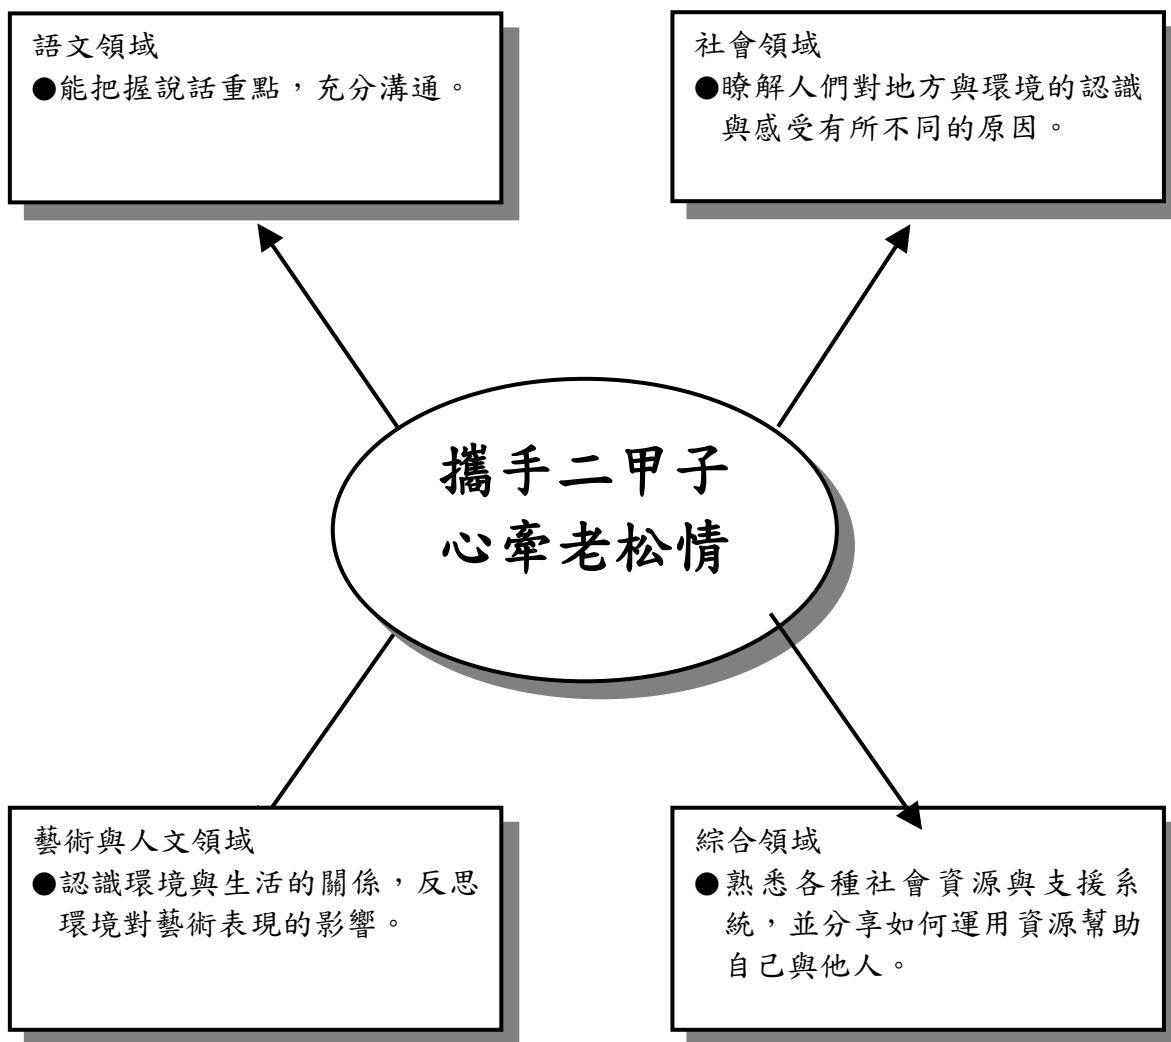 語文領域
●能把握說話重點，充分溝通。
社會領域
●瞭解人們對地方與環境的認識
與感受有所不同的原因。
攜手二甲子
心牽老松情
藝術與人文領域
●認識環境與生活的關係，反思
環境對藝術表現的影響。
綜合領域
●熟悉各種社會資源與支援系
統，並分享如何運用資源幫助
自己與他人。